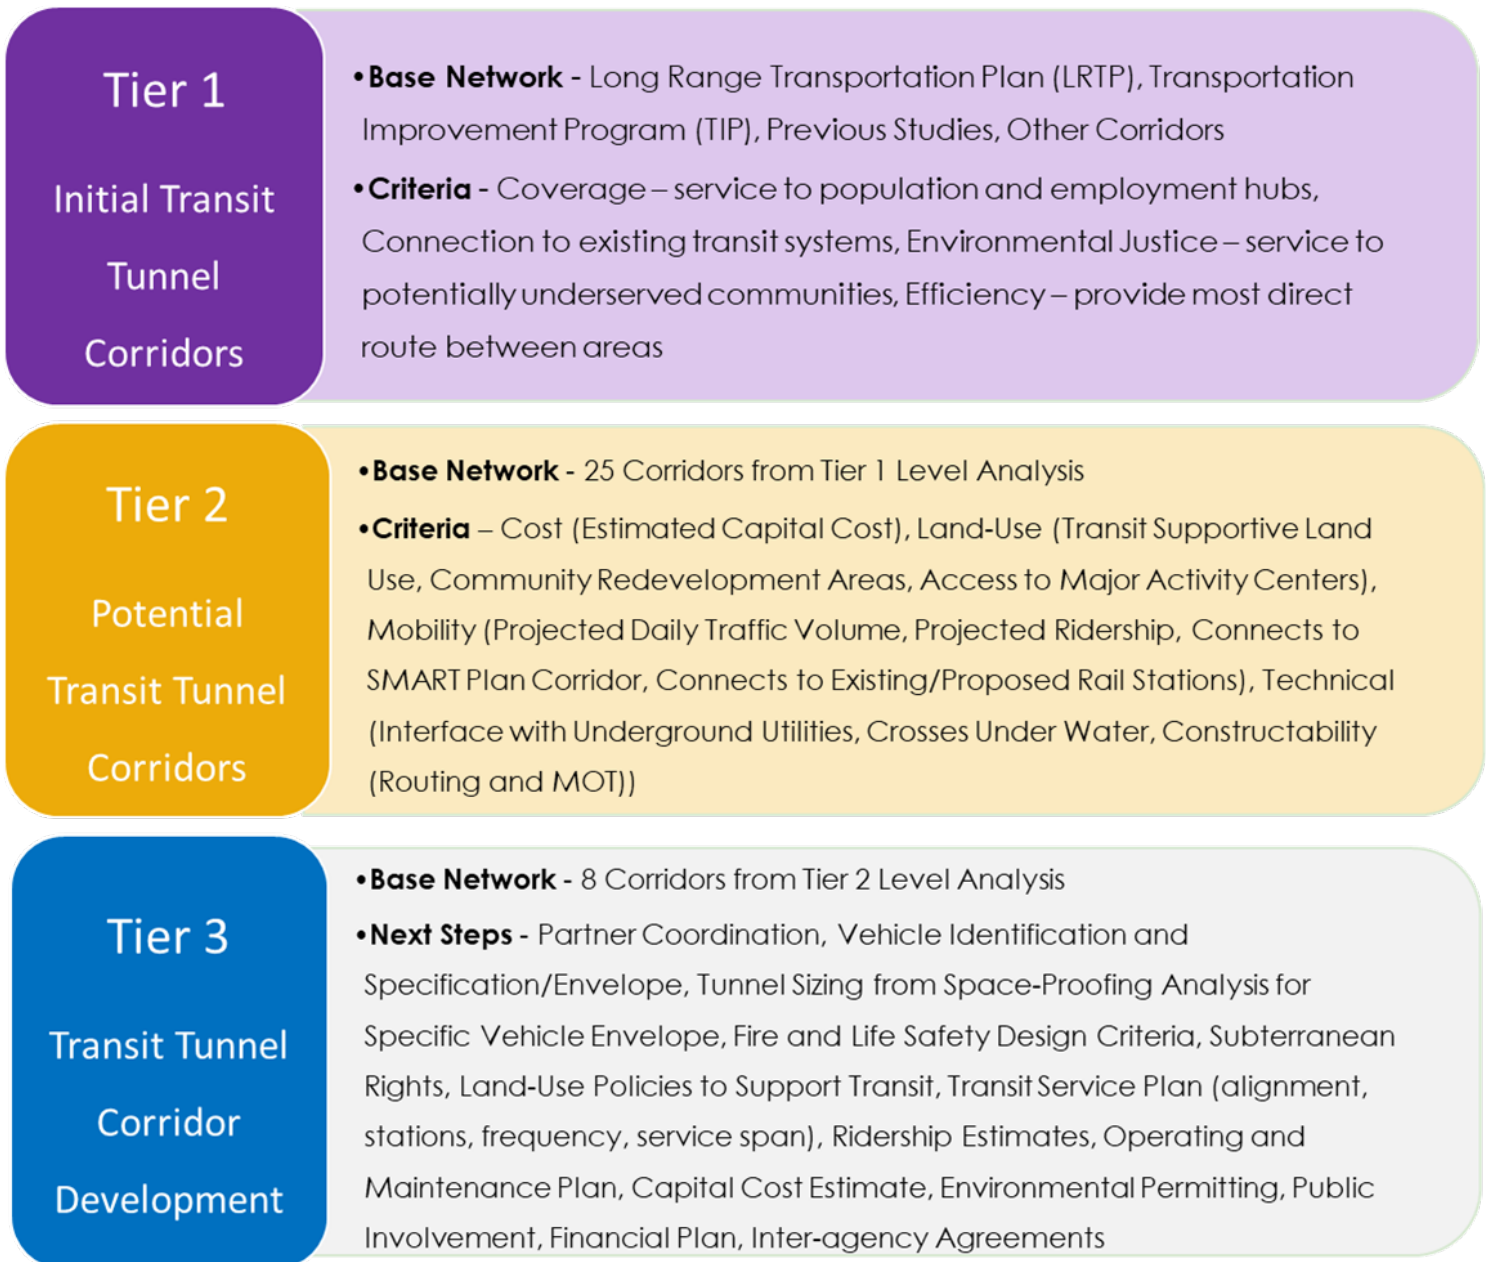 Tier 1
Initial Transit
Tunnel
Corridors
•Base Network - Long Range Transportation Plan (LRTP), Transportation
Improvement Program (TIP), Previous Studies, Other Corridors
•Criteria - Coverage – service to population and employment hubs,
Connection to existing transit systems, Environmental Justice – service to
potentially underserved communities, Efficiency – provide most direct
route between areas
Tier 2
Potential
Transit Tunnel
Corridors
•Base Network - 25 Corridors from Tier 1 Level Analysis
•Criteria – Cost (Estimated Capital Cost), Land-Use (Transit Supportive Land
Use, Community Redevelopment Areas, Access to Major Activity Centers),
Mobility (Projected Daily Traffic Volume, Projected Ridership, Connects to
SMART Plan Corridor, Connects to Existing/Proposed Rail Stations), Technical
(Interface with Underground Utilities, Crosses Under Water, Constructability
(Routing and MOT))
Tier 3
Transit Tunnel
Corridor
Development
•Base Network - 8 Corridors from Tier 2 Level Analysis
•Next Steps - Partner Coordination, Vehicle Identification and
Specification/Envelope, Tunnel Sizing from Space-Proofing Analysis for
Specific Vehicle Envelope, Fire and Life Safety Design Criteria, Subterranean
Rights, Land-Use Policies to Support Transit, Transit Service Plan (alignment,
stations, frequency, service span), Ridership Estimates, Operating and
Maintenance Plan, Capital Cost Estimate, Environmental Permitting, Public
Involvement, Financial Plan, Inter-agency Agreements